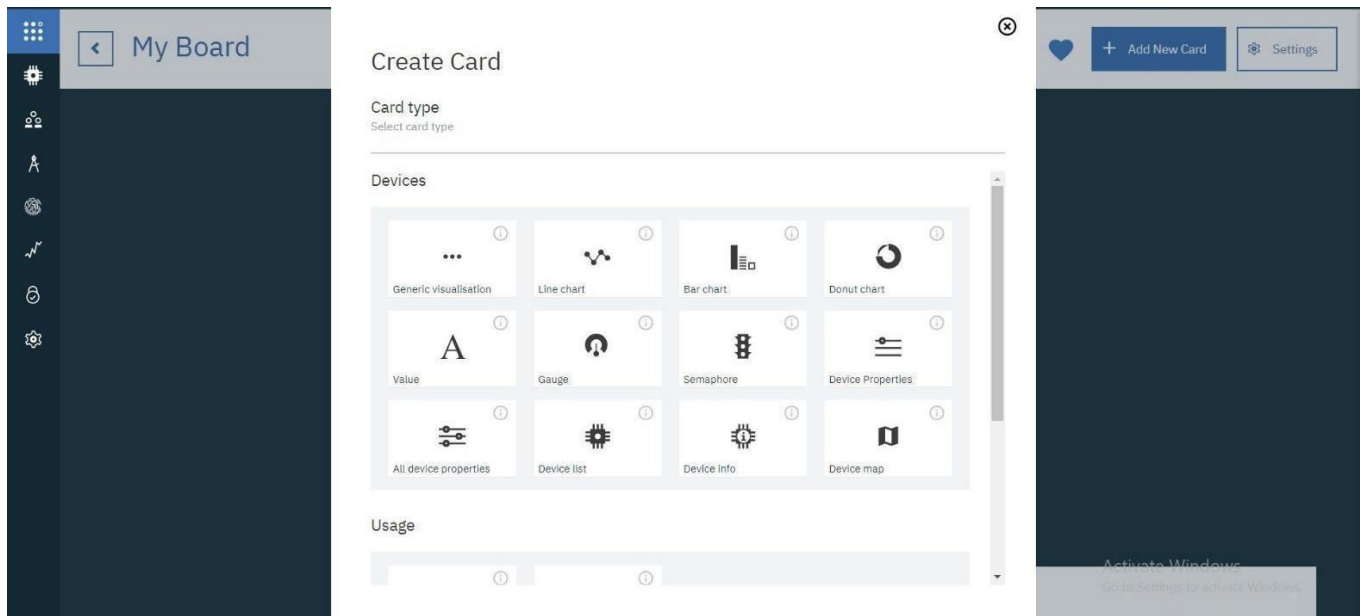 My Board
Add New Card
Settings
Create Card
Card type
Select card type
Devices
Generic visualisation
Line chart
Bar chart
Donut chart
A
Value
Gauge
Semaphore
Device Properties
All device properties
Device list
Device info
Device map
Usage
Activate Windows
Go to Settings to activate Windows.